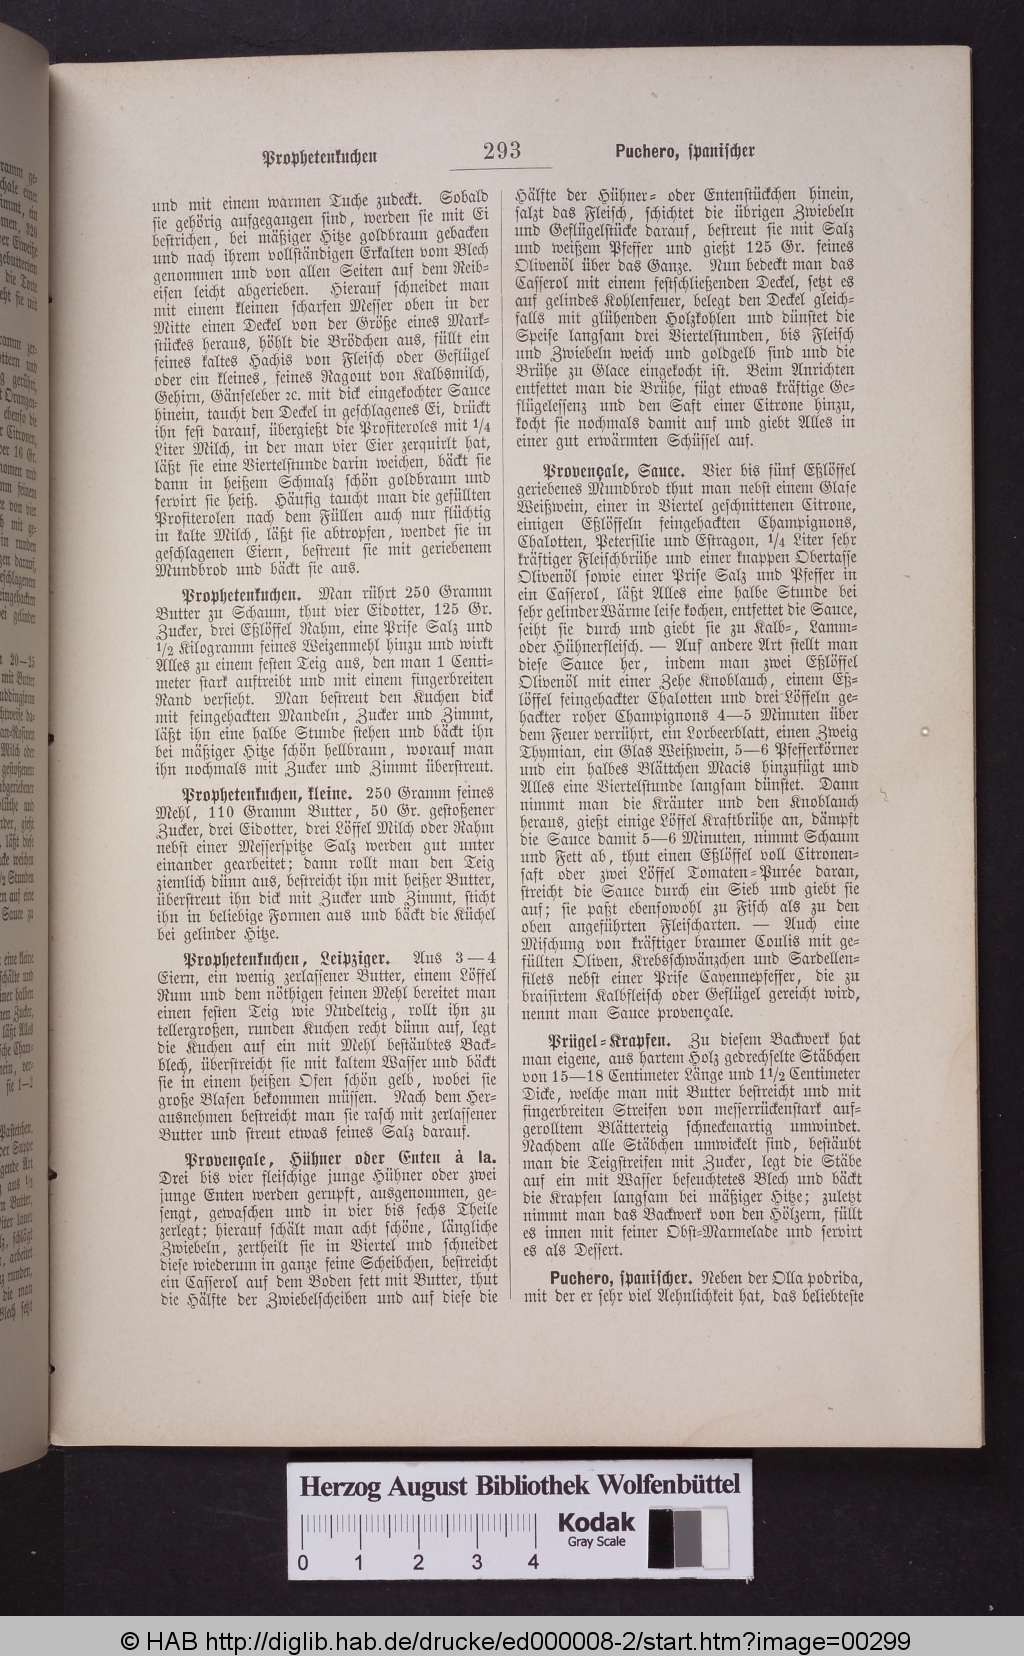 Prophetenkuchen
293
Puchero, spanischer
und mit einem warmen Tuche zudeckt. Sobald
sie gehörig aufgegangen sind, werden sie mit Ei
bestrichen, bei mäßiger Hitze goldbraun gebacken
und nach ihrem vollständigen Erkalten vom Blech
genommen und von allen Seiten auf dem Reib-
eisen leicht abgerieben. Hierauf schneidet man
mit einem kleinen scharfen Messer oben in der
Mitte einen Deckel von der Größe eines Mark-
stückes heraus, höhlt die Brödchen aus, füllt ein
feines kaltes Hachis von Fleisch oder Geflügel
oder ein kleines, feines Ragout von Kalbsmilch,
Gehirn, Gänseleber ꝛc. mit dick eingekochter Sauce
hinein, taucht den Deckel in geschlagenes Ei, drückt
ihn fest darauf, übergießt die Profiteroles mit 1/4
Liter Milch, in der man vier Eier zerquirlt hat,
läßt sie eine Viertelstunde darin weichen, bäckt sie
dann in heißem Schmalz schön goldbraun und
servirt sie heiß. Häufig taucht man die gefüllten
Profiterolen nach dem Füllen auch nur flüchtig
in kalte Milch, läßt sie abtropfen, wendet sie in
geschlagenen Eiern, bestreut sie mit geriebenem
Mundbrod und bäckt sie aus.
Prophetenkuchen. Man rührt 250 Gramm
Butter zu Schaum, thut vier Eidotter, 125 Gr.
Zucker, drei Eßlöffel Rahm, eine Prise Salz und
1/2 Kilogramm feines Weizenmehl hinzu und wirkt
Alles zu einem festen Teig aus, den man 1 Centi-
meter stark auftreibt und mit einem fingerbreiten
Rand versieht. Man bestreut den Kuchen dick
mit feingehackten Mandeln, Zucker und Zimmt,
läßt ihn eine halbe Stunde stehen und bäckt ihn
bei mäßiger Hitze schön hellbraun, worauf man
ihn nochmals mit Zucker und Zimmt überstreut.
Prophetenkuchen, kleine. 250 Gramm feines
Mehl, 110 Gramm Butter, 50 Gr. gestoßener
Zucker, drei Eidotter, drei Löffel Milch oder Rahm
nebst einer Messerspitze Salz werden gut unter
einander gearbeitet; dann rollt man den Teig
ziemlich dünn aus, bestreicht ihn mit heißer Butter,
überstreut ihn dick mit Zucker und Zimmt, sticht
ihn in beliebige Formen aus und bäckt die Küchel
bei gelinder Hitze.
Prophetenkuchen, Leipziger. Aus 3—4
Eiern, ein wenig zerlassener Butter, einem Löffel
Rum und dem nöthigen feinen Mehl bereitet man
einen festen Teig wie Nudelteig, rollt ihn zu
tellergroßen, runden Kuchen recht dünn auf, legt
die Kuchen auf ein mit Mehl bestäubtes Back-
blech, überstreicht sie mit kaltem Wasser und bäckt
sie in einem heißen Ofen schön gelb, wobei sie
große Blasen bekommen müssen. Nach dem Her-
ausnehmen bestreicht man sie rasch mit zerlassener
Butter und streut etwas feines Salz darauf.
Provençale, Hühner oder Enten à la.
Drei bis vier fleischige junge Hühner oder zwei
junge Enten werden gerupft, ausgenommen, ge-
sengt, gewaschen und in vier bis sechs Theile
zerlegt; hierauf schält man acht schöne, längliche
Zwiebeln, zertheilt sie in Viertel und schneidet
diese wiederum in ganze feine Scheibchen, bestreicht
ein Casserol auf dem Boden fett mit Butter, thut
die Hälfte der Zwiebelscheiben und auf diese die
Hälfte der Hühner- oder Entenstückchen hinein,
salzt das Fleisch, schichtet die übrigen Zwiebeln
und Geflügelstücke darauf, bestreut sie mit Salz
und weißem Pfeffer und gießt 125 Gr. feines
Olivenöl über das Ganze. Nun bedeckt man das
Casserol mit einem festschließenden Deckel, setzt es
auf gelindes Kohlenfeuer, belegt den Deckel gleich-
falls mit glühenden Holzkohlen und dünstet die
Speise langsam drei Viertelstunden, bis Fleisch
und Zwiebeln weich und goldgelb sind und die
Brühe zu Glace eingekocht ist. Beim Anrichten
entfettet man die Brühe, fügt etwas kräftige Ge-
flügelessenz und den Saft einer Citrone hinzu,
kocht sie nochmals damit auf und giebt Alles in
einer gut erwärmten Schüssel auf.
Provençale, Sauce. Vier bis fünf Eßlöffel
geriebenes Mundbrod thut man nebst einem Glase
Weißwein, einer in Viertel geschnittenen Citrone,
einigen Eßlöffeln feingehackten Champignons,
Chalotten, Petersilie und Estragon, 1/4 Liter sehr
kräftiger Fleischbrühe und einer knappen Obertasse
Olivenöl sowie einer Prise Salz und Pfeffer in
ein Casserol, läßt Alles eine halbe Stunde bei
sehr gelinder Wärme leise kochen, entfettet die Sauce,
seiht sie durch und giebt sie zu Kalb-, Lamm-
oder Hühnerfleisch. — Auf andere Art stellt man
diese Sauce her, indem man zwei Eßlöffel
Olivenöl mit einer Zehe Knoblauch, einem Eß-
löffel feingehackter Chalotten und drei Löffeln ge-
hackter roher Champignons 4—5 Minuten über
dem Feuer verrührt, ein Lorbeerblatt, einen Zweig
Thymian, ein Glas Weißwein, 5—6 Pfefferkörner
und ein halbes Blättchen Macis hinzufügt und
Alles eine Viertelstunde langsam dünstet. Dann
nimmt man die Kräuter und den Knoblauch
heraus, gießt einige Löffel Kraftbrühe an, dämpft
die Sauce damit 5—6 Minuten, nimmt Schaum
und Fett ab, thut einen Eßlöffel voll Citronen-
saft oder zwei Löffel Tomaten-Purée daran,
streicht die Sauce durch ein Sieb und giebt sie
auf; sie paßt ebensowohl zu Fisch als zu den
oben angeführten Fleischarten. — Auch eine
Mischung von kräftiger brauner Coulis mit ge-
füllten Oliven, Krebsschwänzchen und Sardellen-
filets nebst einer Prise Cayennepfeffer, die zu
braisirtem Kalbfleisch oder Geflügel gereicht wird,
nennt man Sauce provençale.
Prügel-Krapfen. Zu diesem Backwerk hat
man eigene, aus hartem Holz gedrechselte Stäbchen
von 15—18 Centimeter Länge und 1 1/2 Centimeter
Dicke, welche man mit Butter bestreicht und mit
fingerbreiten Streifen von messerrückenstark auf-
gerolltem Blätterteig schneckenartig umwindet.
Nachdem alle Stäbchen umwickelt sind, bestäubt
man die Teigstreifen mit Zucker, legt die Stäbe
auf ein mit Wasser befeuchtetes Blech und bäckt
die Krapfen langsam bei mäßiger Hitze; zuletzt
nimmt man das Backwerk von den Hölzern, füllt
es innen mit feiner Obst-Marmelade und servirt
es als Dessert.
Puchero, spanischer. Neben der Olla podrida,
mit der er sehr viel Aehnlichkeit hat, das beliebteste
Herzog August Bibliothek Wolfenbüttel
0 1 2 3 4
Kodak
Gray Scale
© HAB http://diglib.hab.de/drucke/ed000008-2/start.htm?image=00299